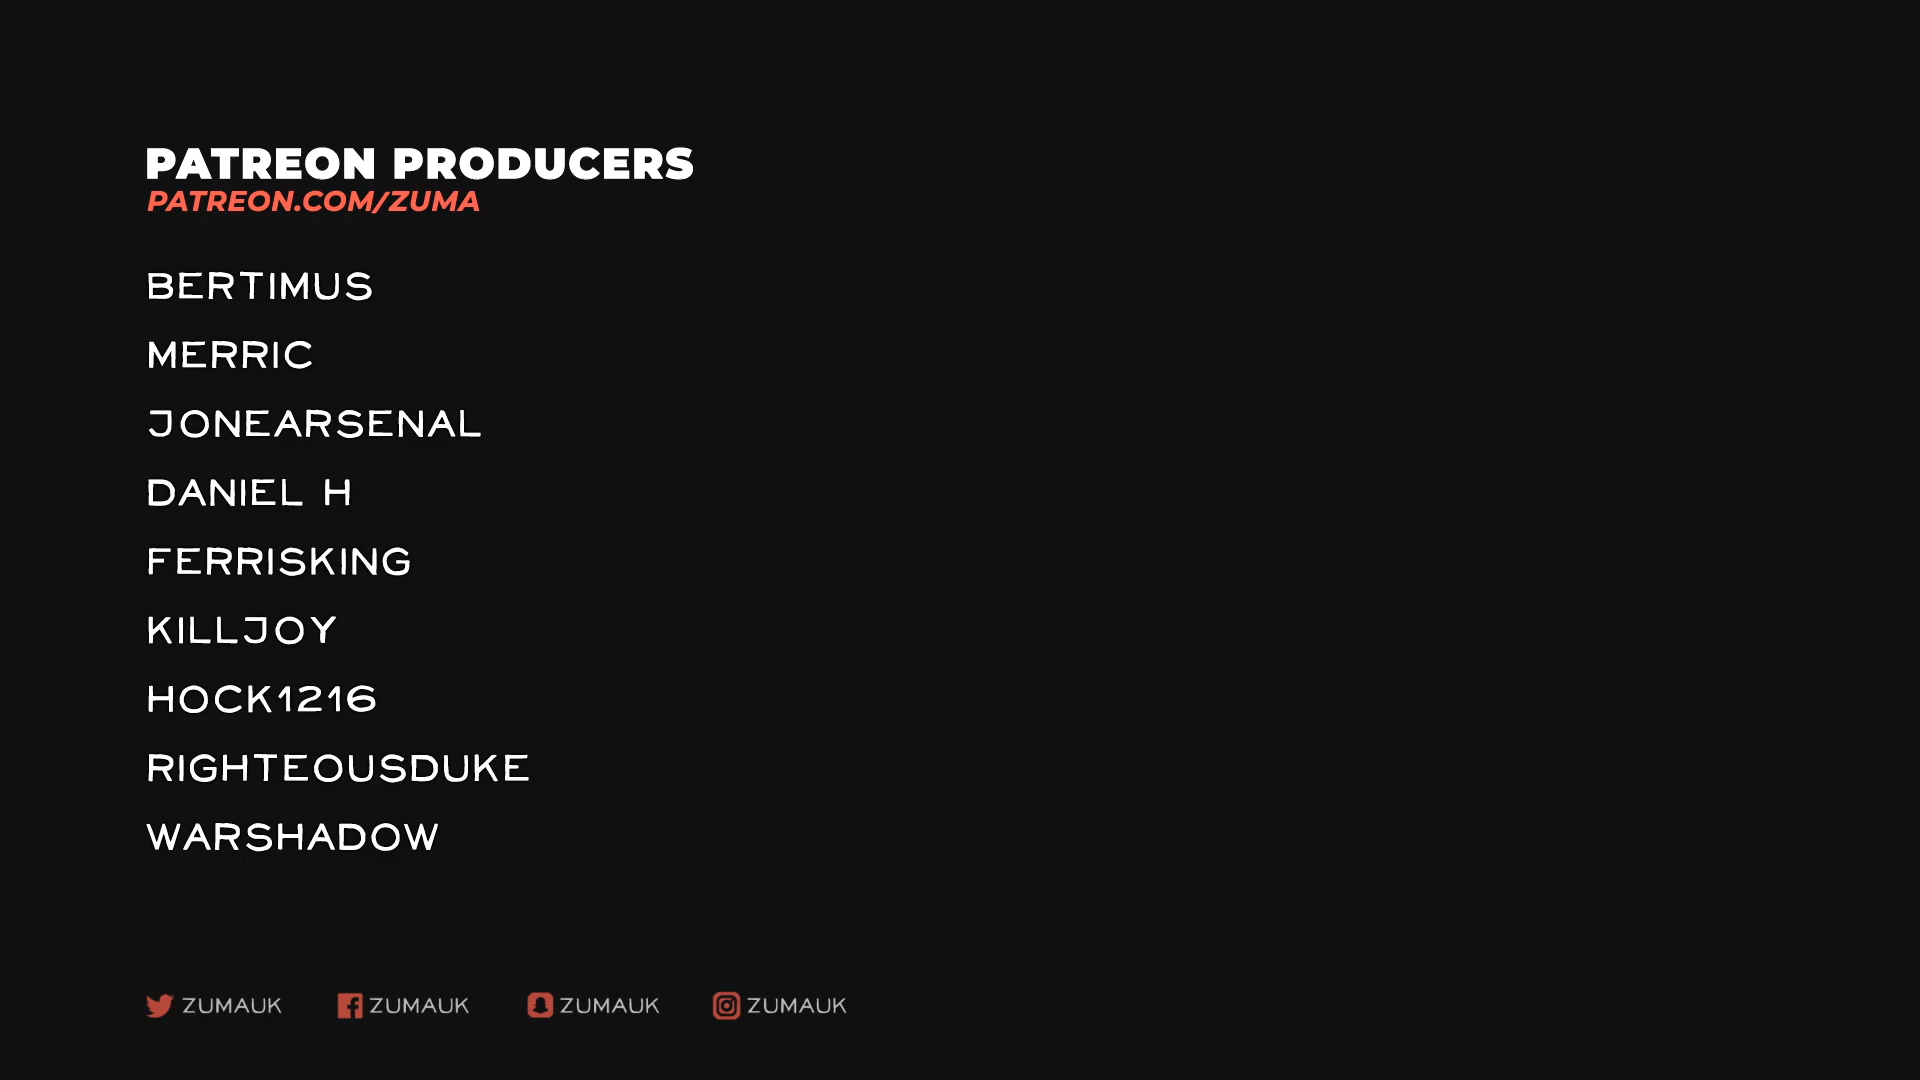 PATREON PRODUCERS
PATREON.COM/ZUMA
BERTIMUS
MERRIC
JONEARSENAL
DANIEL H
FERRISKING
KILLJOY
HOCK1216
RIGHTEOUSDUKE
WARSHADOW
ZUMAUK ZUMAUK ZUMAUK ZUMAUK